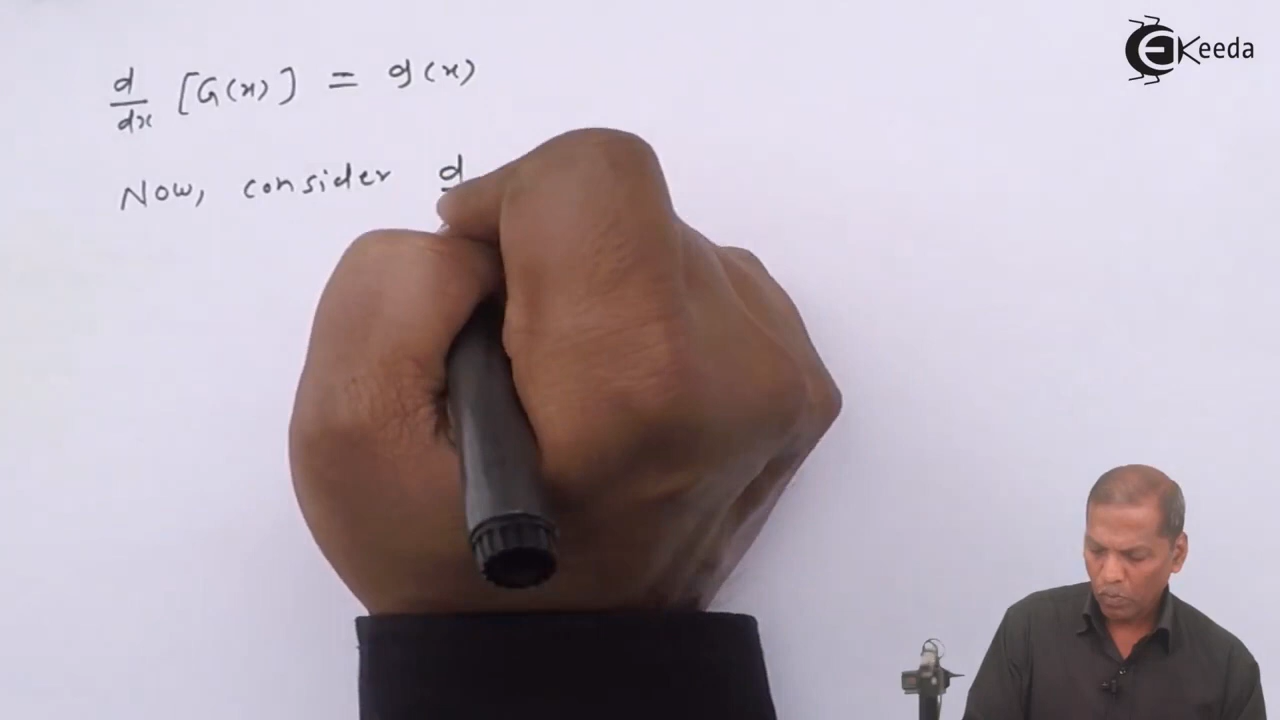 d/dx [G(x)] = g(x)
Now, consider d
Keeda